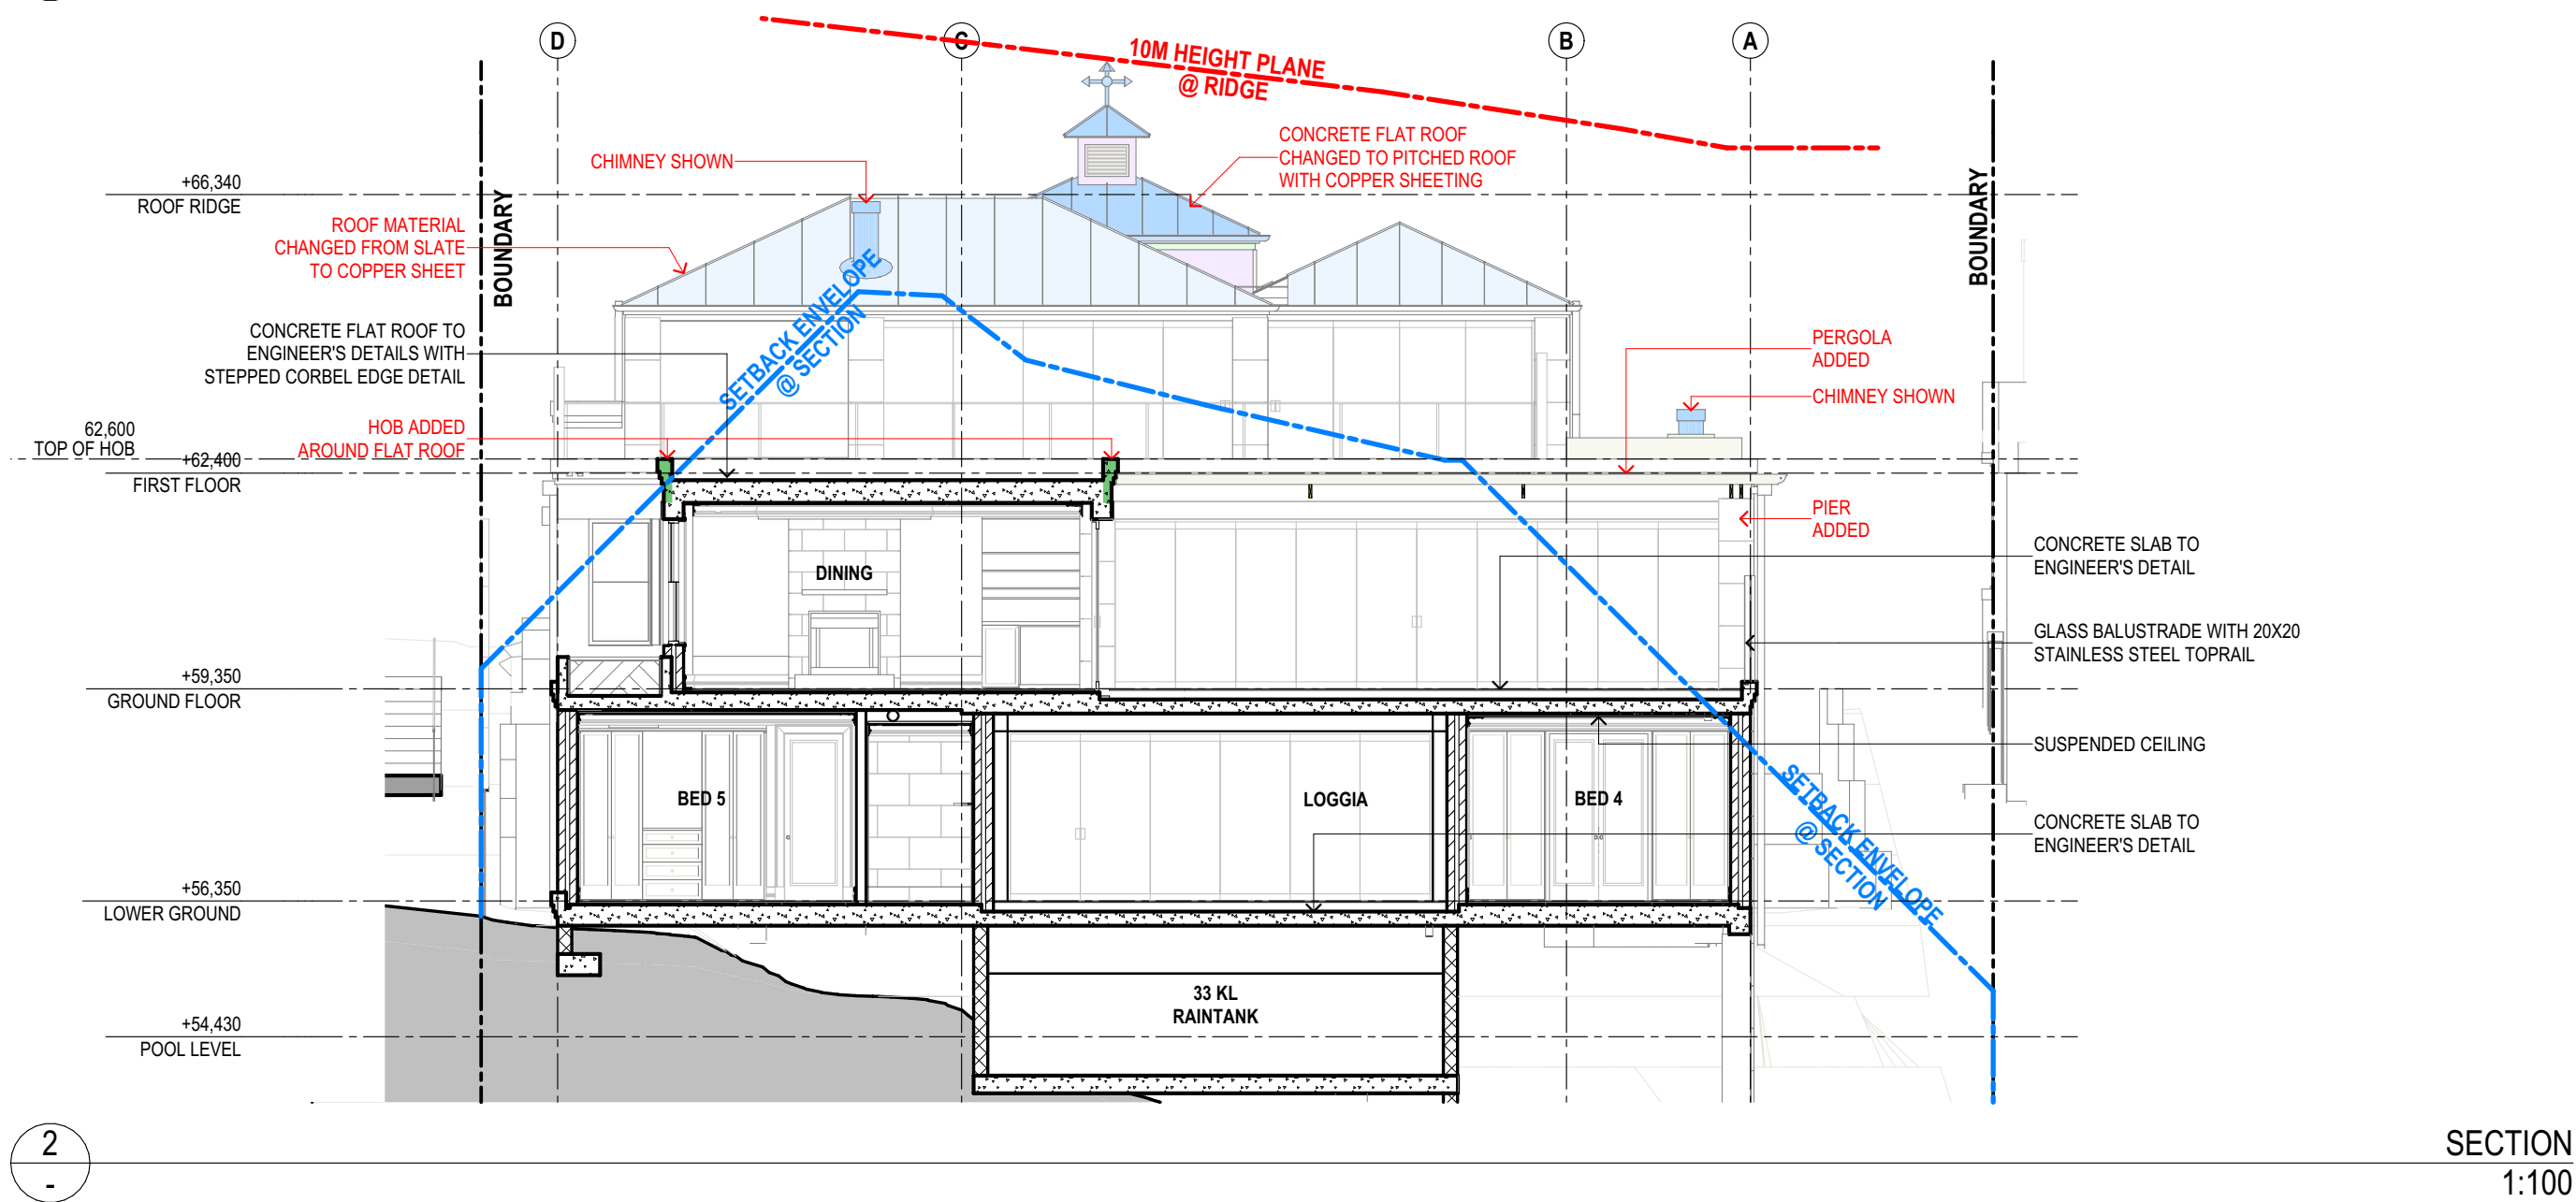 D
C
B
A
10M HEIGHT PLANE
@ RIDGE
CHIMNEY SHOWN
CONCRETE FLAT ROOF
CHANGED TO PITCHED ROOF
WITH COPPER SHEETING
+66,340
ROOF RIDGE
BOUNDARY
BOUNDARY
ROOF MATERIAL
CHANGED FROM SLATE
TO COPPER SHEET
SETBACK ENVELOPE
@ SECTION
CONCRETE FLAT ROOF TO
ENGINEER'S DETAILS WITH
STEPPED CORBEL EDGE DETAIL
PERGOLA
ADDED
CHIMNEY SHOWN
62,600
TOP OF HOB
HOB ADDED
AROUND FLAT ROOF
+62,400
FIRST FLOOR
PIER
ADDED
CONCRETE SLAB TO
ENGINEER'S DETAIL
DINING
GLASS BALUSTRADE WITH 20X20
STAINLESS STEEL TOPRAIL
+59,350
GROUND FLOOR
SUSPENDED CEILING
BED 5
LOGGIA
BED 4
SETBACK ENVELOPE
@ SECTION
CONCRETE SLAB TO
ENGINEER'S DETAIL
+56,350
LOWER GROUND
33 KL
RAINTANK
+54,430
POOL LEVEL
2
-
SECTION
1:100